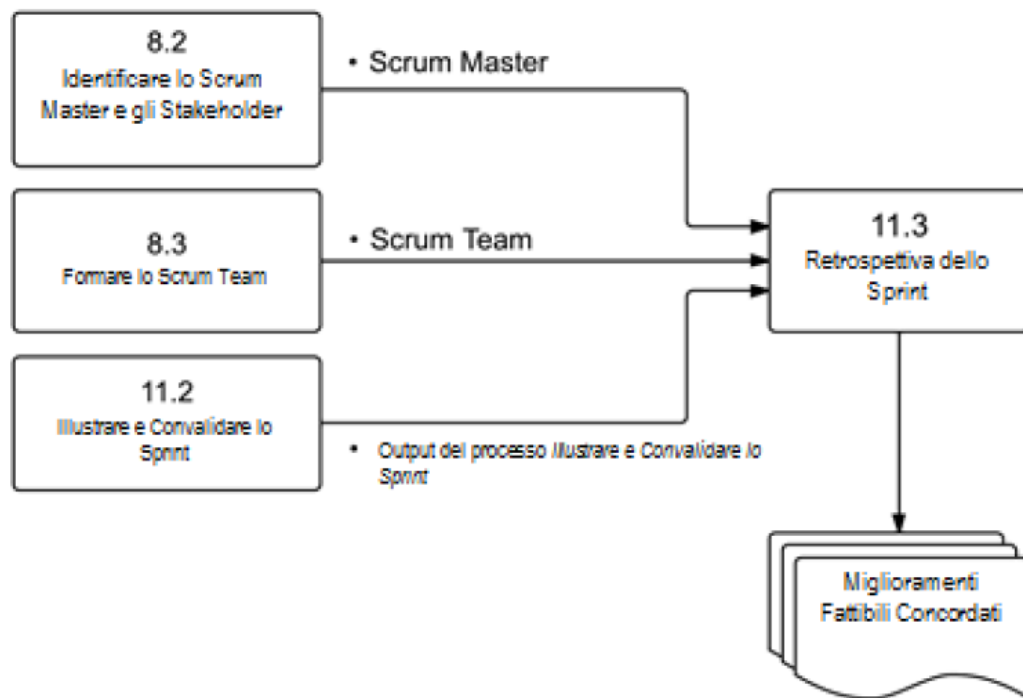 8.2
Identificare lo Scrum
Master e gli Stakeholder
• Scrum Master
8.3
Formare lo Scrum Team
• Scrum Team
11.2
Illustrare e Convalidare lo
Sprint
• Output del processo Illustrare e Convalidare lo
Sprint
11.3
Retrospettiva dello
Sprint
Miglioramenti
Fattibili Concordati